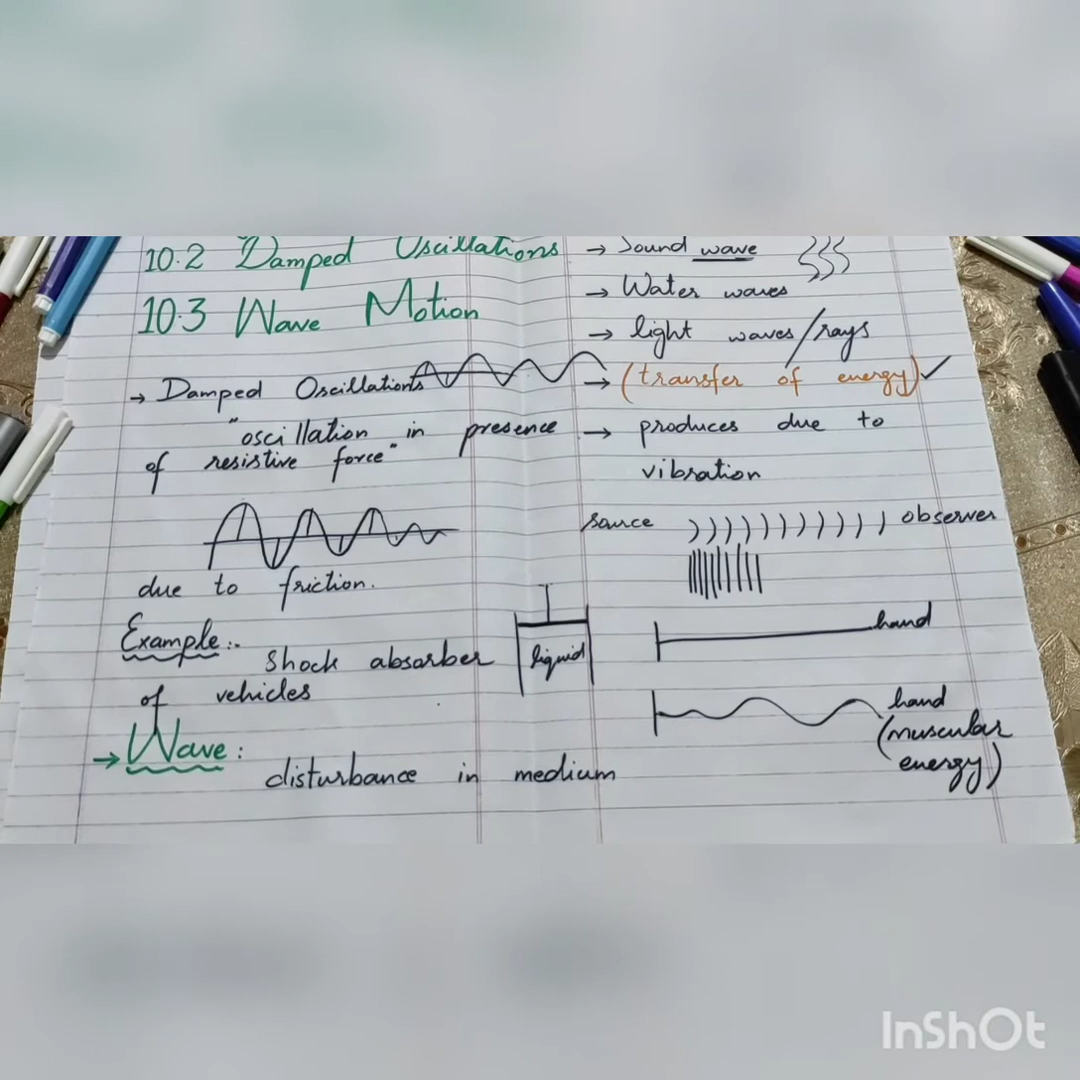 10.2 Damped Oscillations
10.3 Wave Motion
→ Damped Oscillations
"oscillation in presence
of resistive force"
due to friction.
Example:-
Shock absorber
of vehicles
liquid
→ Wave:
disturbance in medium
→ Sound wave
→ Water waves
→ light waves/rays
→ (transfer of energy) ✓
→ produces due to
vibration
source ))))))))))) observer
hand
hand
(muscular
energy)
InShOt